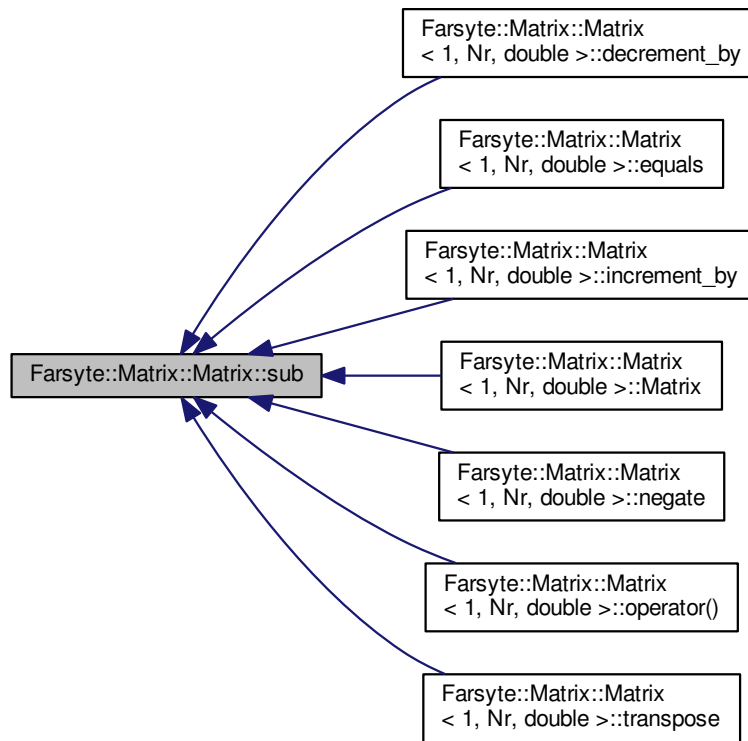 Farsyte::Matrix::Matrix
< 1, Nr, double >::decrement_by
Farsyte::Matrix::Matrix
< 1, Nr, double >::equals
Farsyte::Matrix::Matrix
< 1, Nr, double >::increment_by
Farsyte::Matrix::Matrix::sub
Farsyte::Matrix::Matrix
< 1, Nr, double >::Matrix
Farsyte::Matrix::Matrix
< 1, Nr, double >::negate
Farsyte::Matrix::Matrix
< 1, Nr, double >::operator()
Farsyte::Matrix::Matrix
< 1, Nr, double >::transpose